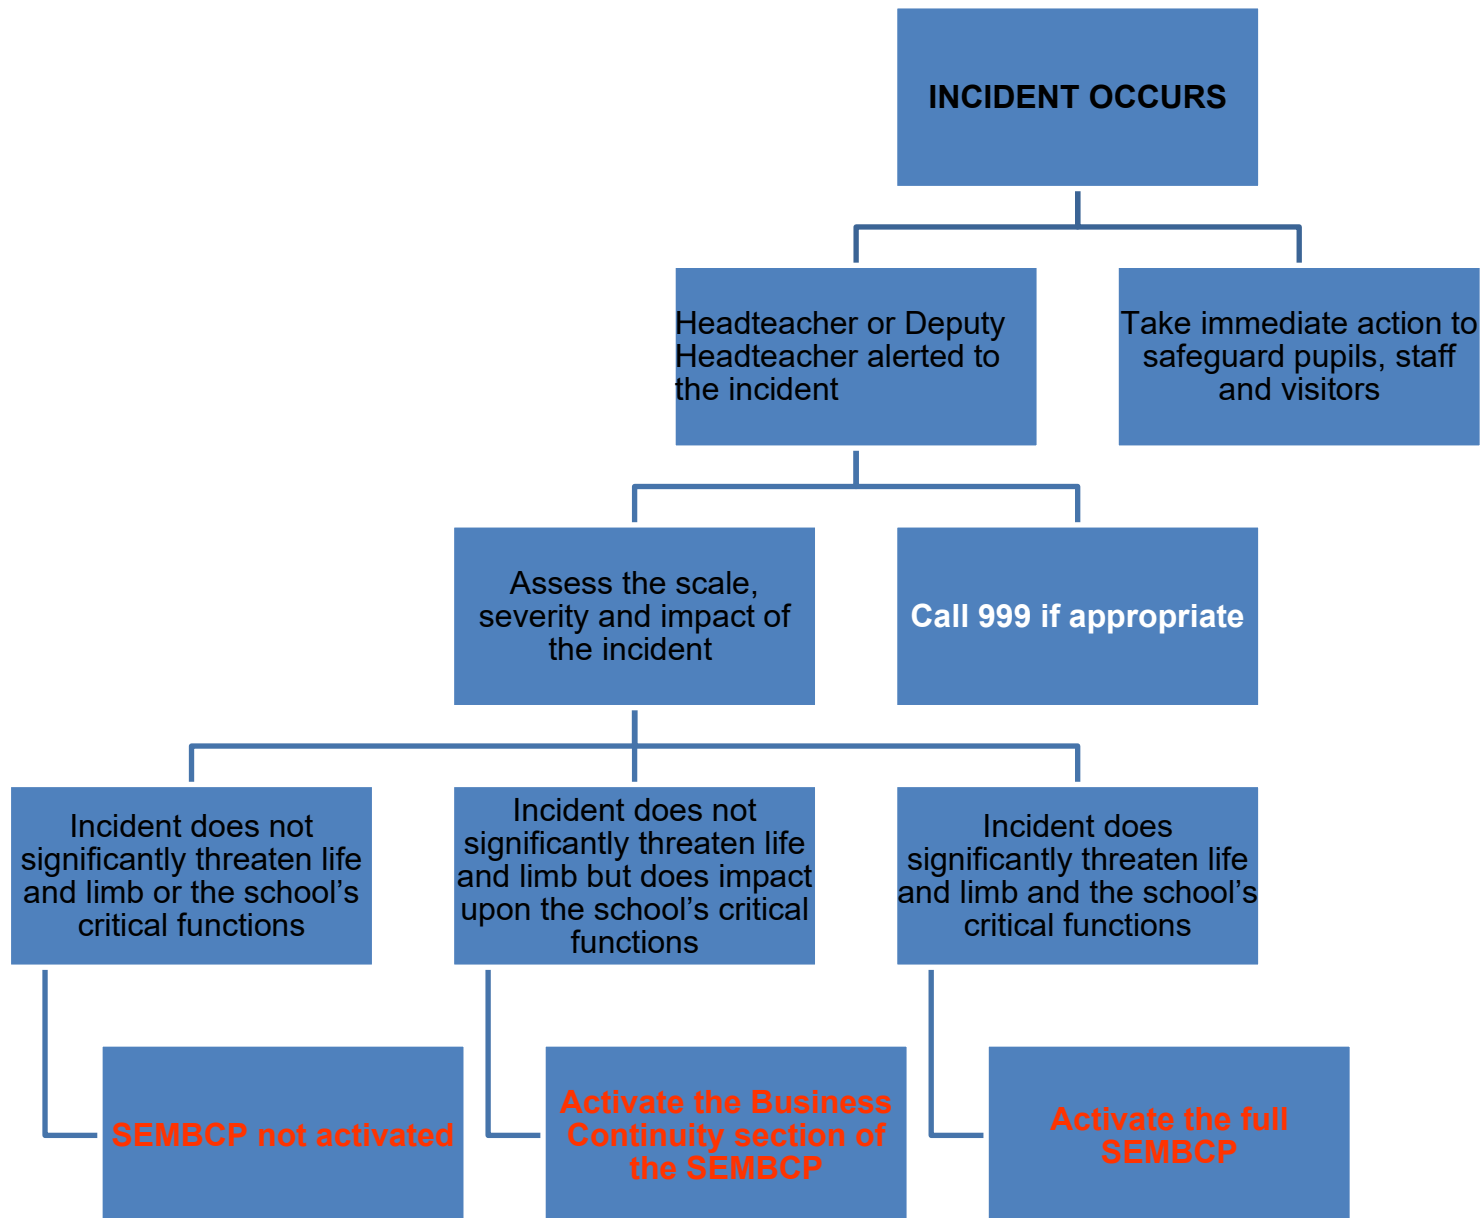 INCIDENT OCCURS
Headteacher or Deputy
Headteacher alerted to
the incident
Take immediate action to
safeguard pupils, staff
and visitors
Assess the scale,
severity and impact of
the incident
Call 999 if appropriate
Incident does not
significantly threaten life
and limb or the school’s
critical functions
Incident does not
significantly threaten life
and limb but does impact
upon the school’s critical
functions
Incident does
significantly threaten life
and limb and the school’s
critical functions
SEMBCP not activated
Activate the Business
Continuity section of
the SEMBCP
Activate the full
SEMBCP